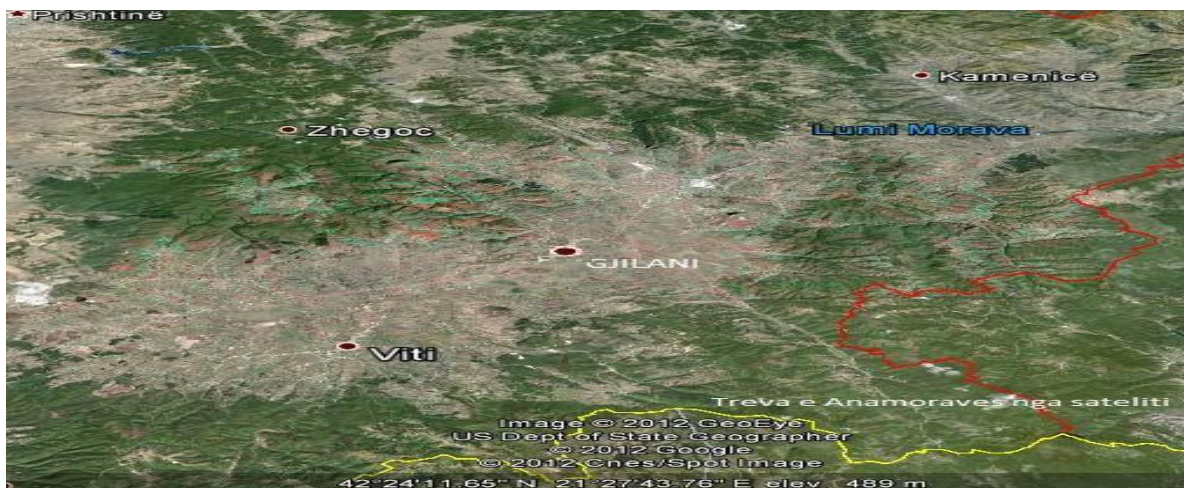 Prishtinë
Kamenicë
Zhegoc
Lumi Morava
GJILANI
Viti
Treva e Anamoraves nga sateliti
Image © 2012 GeoEye
US Dept of State Geographer
© 2012 Google
© 2012 Cnes/Spot Image
42°24'11.65" N 21°27'43.76" E elev 489 m